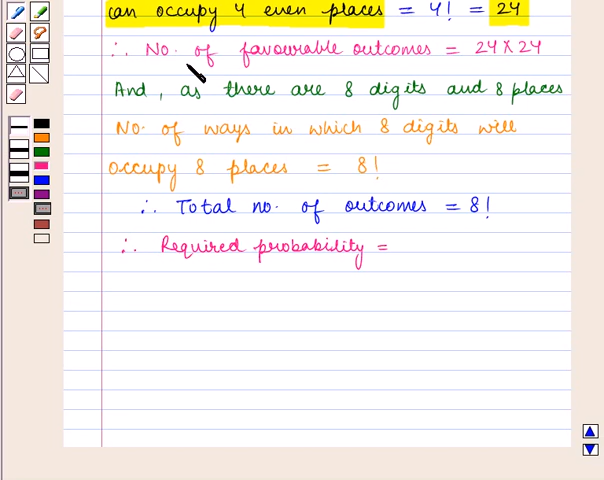 can occupy 4 even places = 4! = 24
∴ No. of favourable outcomes = 24 × 24
And, as there are 8 digits and 8 places
No. of ways in which 8 digits will
occupy 8 places = 8!
∴ Total no. of outcomes = 8!
∴ Required probability =